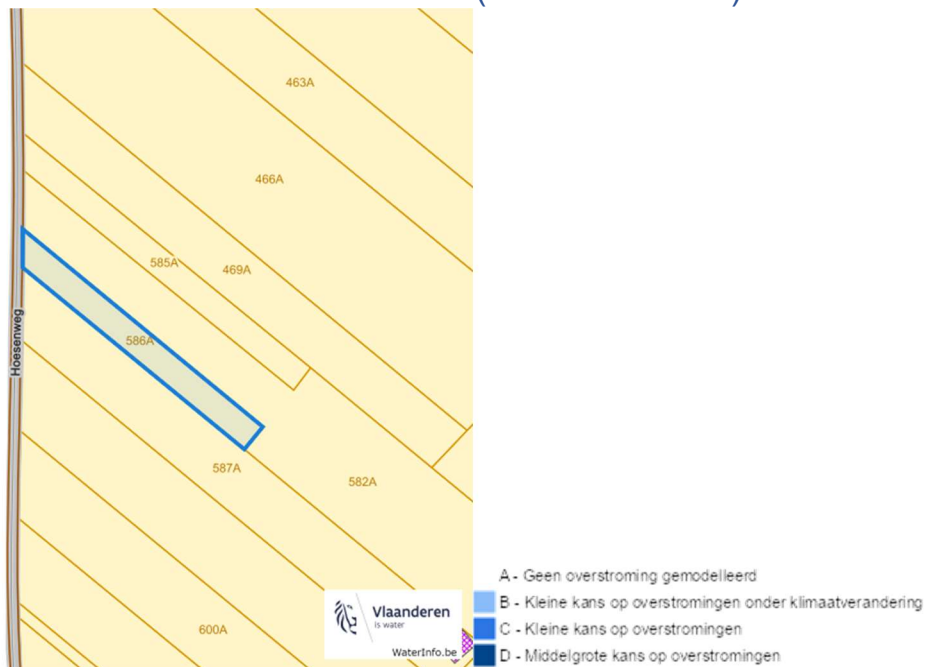 463A
466A
585A
469A
586A
Hoesenweg
587A
582A
600A
Vlaanderen
is water
WaterInfo.be
A - Geen overstroming gemodelleerd
B - Kleine kans op overstromingen onder klimaatverandering
C - Kleine kans op overstromingen
D - Middelgrote kans op overstromingen